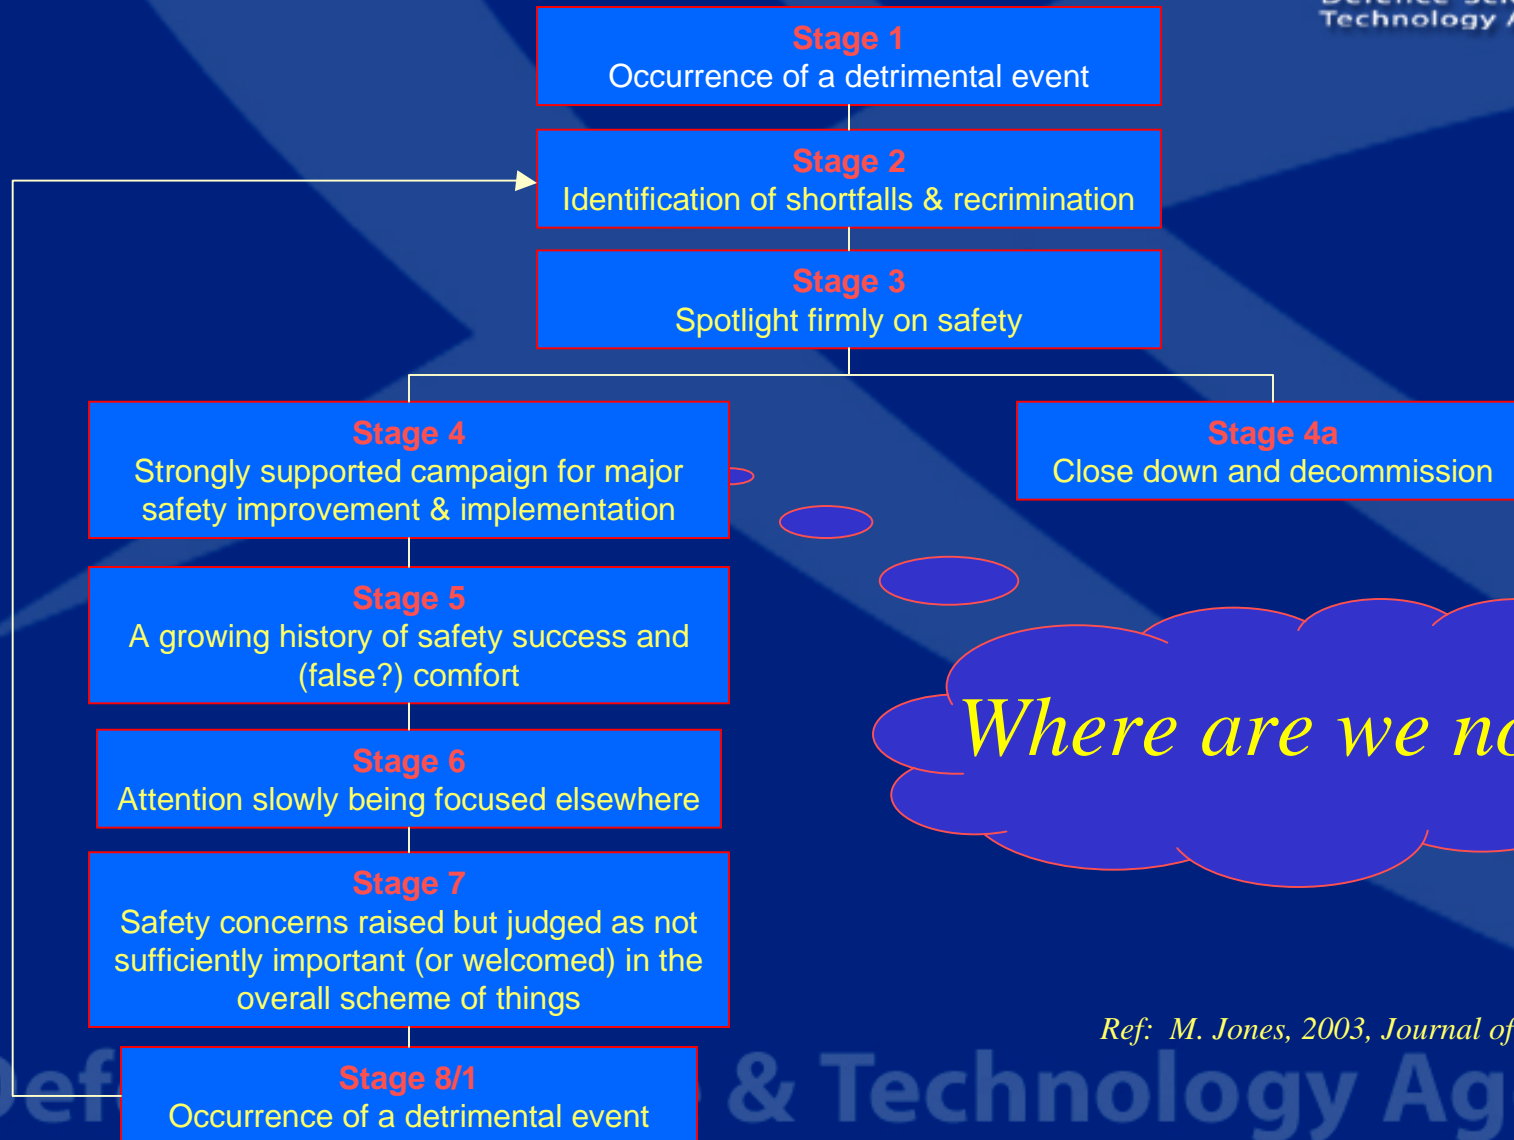 Technology A
Stage 1
Occurrence of a detrimental event
Stage 2
Identification of shortfalls & recrimination
Stage 3
Spotlight firmly on safety
Stage 4
Strongly supported campaign for major
safety improvement & implementation
Stage 4a
Close down and decommission
Stage 5
A growing history of safety success and
(false?) comfort
Where are we no
Stage 6
Attention slowly being focused elsewhere
Stage 7
Safety concerns raised but judged as not
sufficiently important (or welcomed) in the
overall scheme of things
Ref: M. Jones, 2003, Journal of
Stage 8/1
Occurrence of a detrimental event
Def & Technology Ag